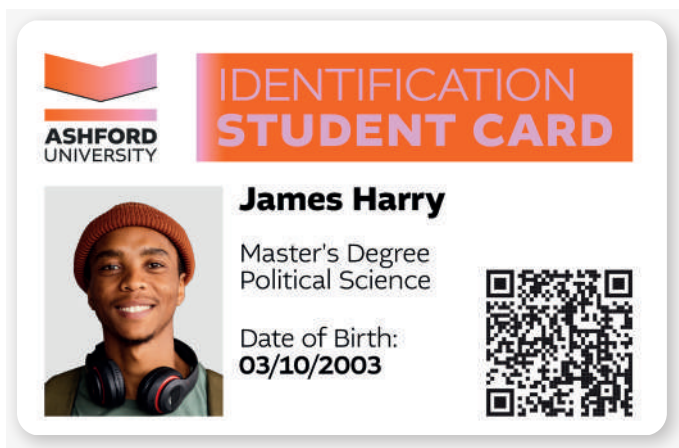 ASHFORD
UNIVERSITY
IDENTIFICATION
STUDENT CARD
James Harry
Master's Degree
Political Science
Date of Birth:
03/10/2003